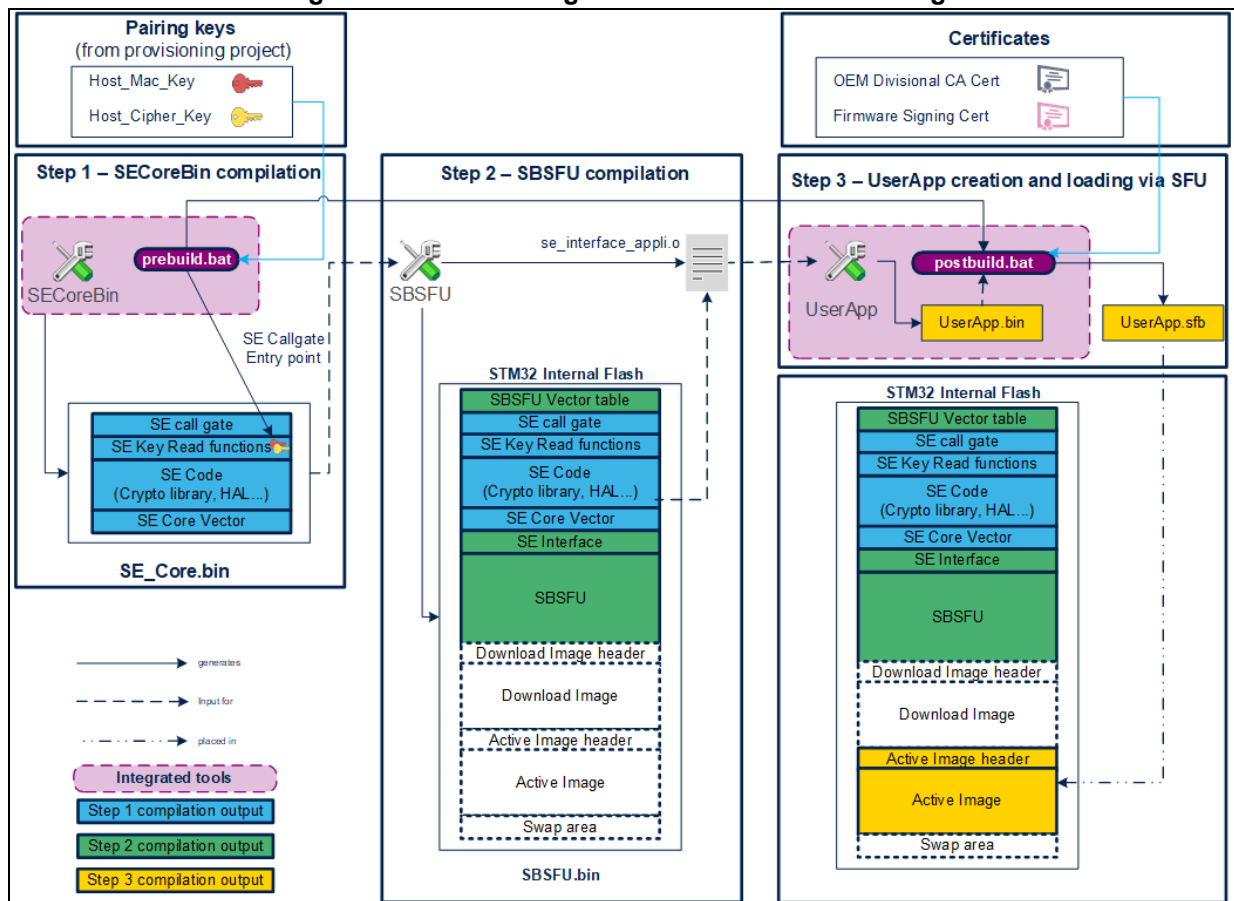 Pairing keys
(from provisioning project)
Host_Mac_Key
Host_Cipher_Key
Certificates
OEM Divisional CA Cert
Firmware Signing Cert
Step 1 – SECoreBin compilation
prebuild.bat
SECoreBin
SE Callgate
Entry point
SE call gate
SE Key Read functions
SE Code
(Crypto library, HAL...)
SE Core Vector
SE_Core.bin
generates
Input for
placed in
Integrated tools
Step 1 compilation output
Step 2 compilation output
Step 3 compilation output
Step 2 – SBSFU compilation
se_interface_appli.o
SBSFU
STM32 Internal Flash
SBSFU Vector table
SE call gate
SE Key Read functions
SE Code
(Crypto library, HAL...)
SE Core Vector
SE Interface
SBSFU
Download Image header
Download Image
Active Image header
Active Image
Swap area
SBSFU.bin
Step 3 – UserApp creation and loading via SFU
postbuild.bat
UserApp
UserApp.bin
UserApp.sfb
STM32 Internal Flash
SBSFU Vector table
SE call gate
SE Key Read functions
SE Code
(Crypto library, HAL...)
SE Core Vector
SE Interface
SBSFU
Download Image header
Download Image
Active Image header
Active Image
Swap area